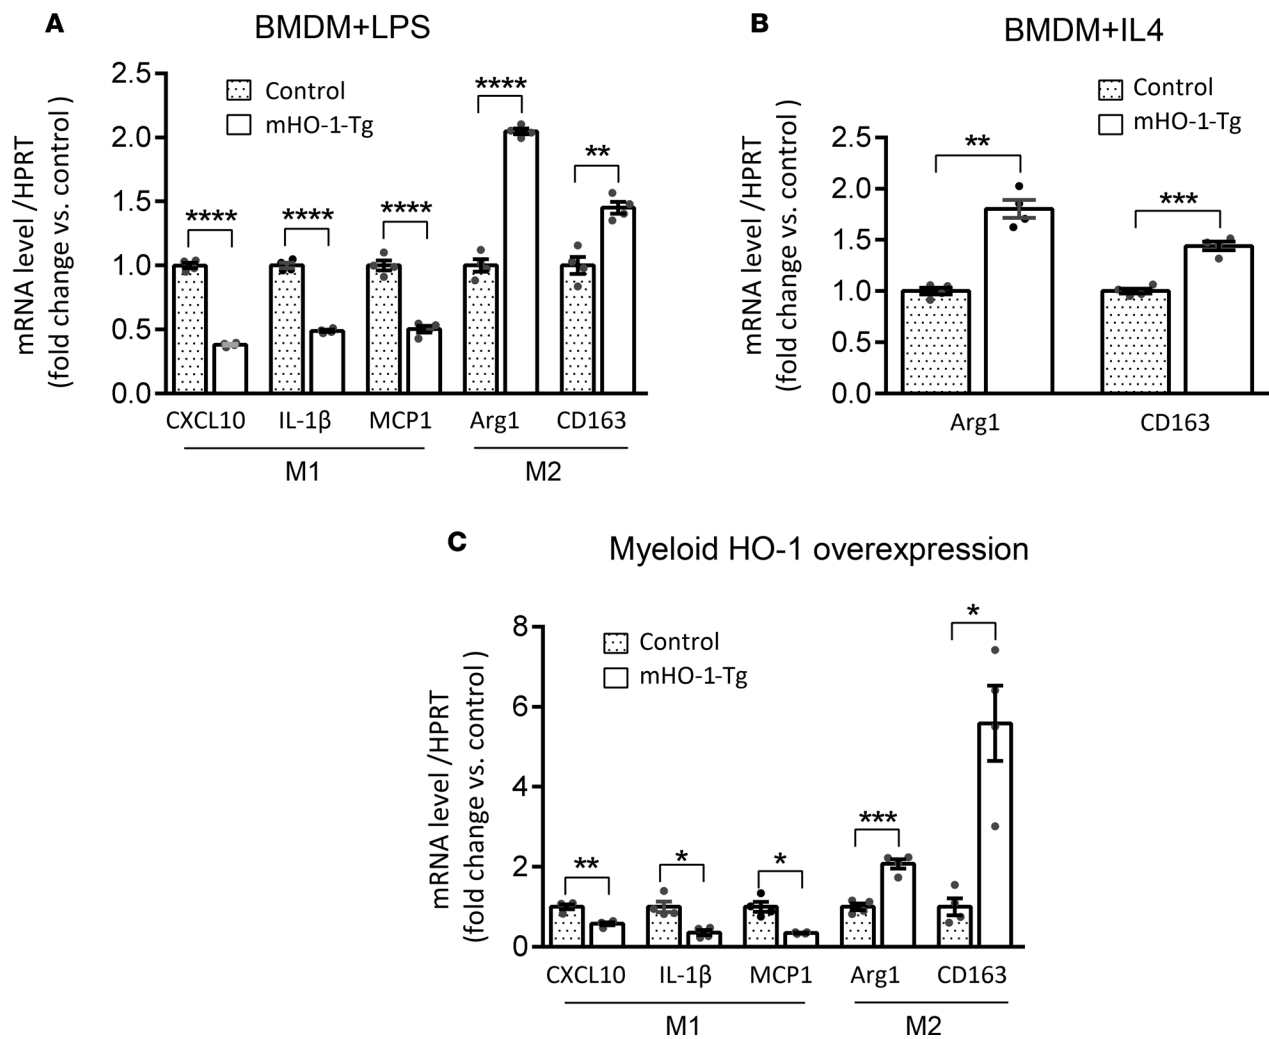 A
BMDM+LPS
mRNA level /HPRT
(fold change vs. control )
2.5
2.0
1.5
1.0
0.5
0.0
Control
mHO-1-Tg
****
****
****
****
**
CXCL10 IL-1β MCP1 Arg1 CD163
M1 M2
B
BMDM+IL4
mRNA level /HPRT
(fold change vs. control )
2.5
2.0
1.5
1.0
0.5
0.0
Control
mHO-1-Tg
**
***
Arg1 CD163
C
Myeloid HO-1 overexpression
mRNA level /HPRT
(fold change vs. control )
8
6
4
2
0
Control
mHO-1-Tg
**
*
*
***
*
CXCL10 IL-1β MCP1 Arg1 CD163
M1 M2